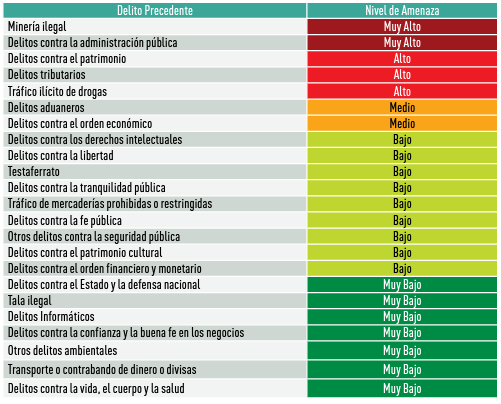 Delito Precedente Nivel de Amenaza
Minería ilegal Muy Alto
Delitos contra la administración pública Muy Alto
Delitos contra el patrimonio Alto
Delitos tributarios Alto
Tráfico ilícito de drogas Alto
Delitos aduaneros Medio
Delitos contra el orden económico Medio
Delitos contra los derechos intelectuales Bajo
Delitos contra la libertad Bajo
Testaferrato Bajo
Delitos contra la tranquilidad pública Bajo
Tráfico de mercaderías prohibidas o restringidas Bajo
Delitos contra la fe pública Bajo
Otros delitos contra la seguridad pública Bajo
Delitos contra el patrimonio cultural Bajo
Delitos contra el orden financiero y monetario Bajo
Delitos contra el Estado y la defensa nacional Muy Bajo
Tala ilegal Muy Bajo
Delitos Informáticos Muy Bajo
Delitos contra la confianza y la buena fe en los negocios Muy Bajo
Otros delitos ambientales Muy Bajo
Transporte o contrabando de dinero o divisas Muy Bajo
Delitos contra la vida, el cuerpo y la salud Muy Bajo